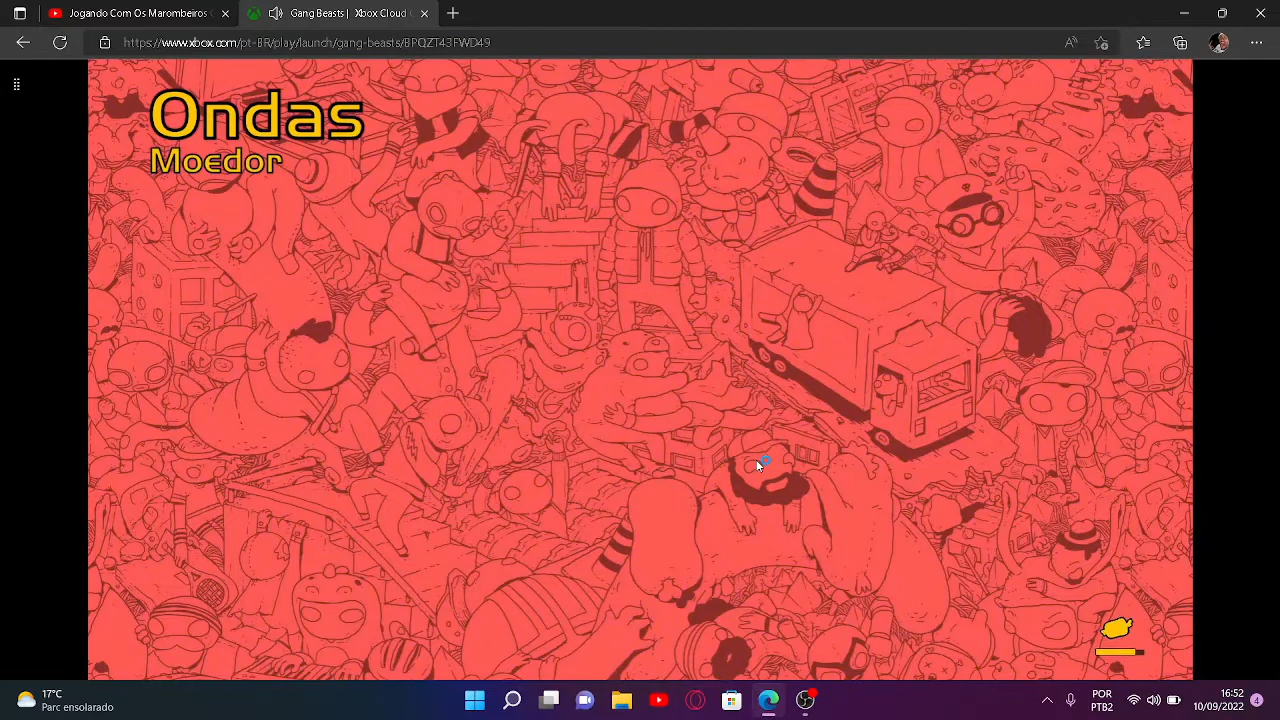 Jogando Com Os Marombeiros C
Gang Beasts | Xbox Cloud G
https://www.xbox.com/pt-BR/play/launch/gang-beasts/BPQZT43FWD49
Ondas
Moedor
17°C
Parc ensolarado
POR
PTB2
16:52
10/09/2022
4